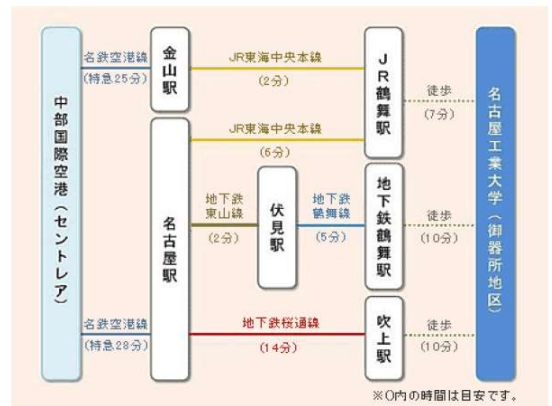 中部国際空港(セントレア)
名鉄空港線
(特急25分)
金山駅
JR東海中央本線
(2分)
JR鶴舞駅
徒歩
(7分)
名古屋工業大学(御器所地区)
名古屋駅
JR東海中央本線
(6分)
地下鉄
東山線
(2分)
伏見駅
地下鉄
鶴舞線
(5分)
地下鉄鶴舞駅
徒歩
(10分)
名鉄空港線
(特急28分)
地下鉄桜通線
(14分)
吹上駅
徒歩
(10分)
※()内の時間は目安です。